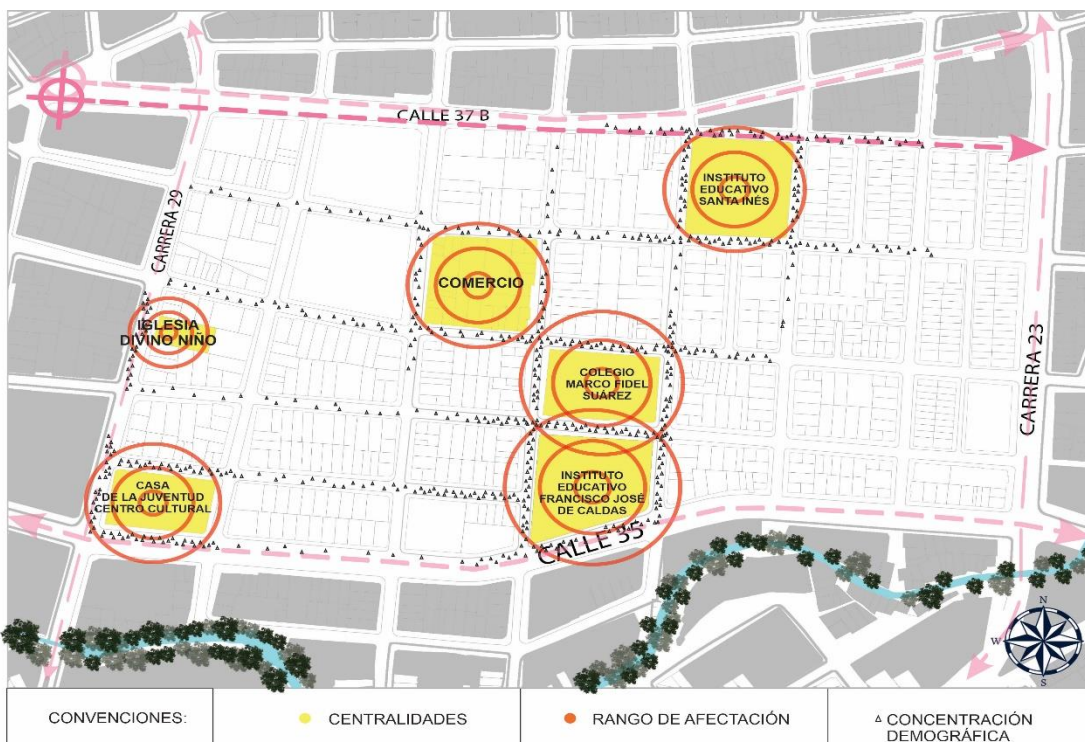 CALLE 37 B
INSTITUTO
EDUCATIVO
SANTA INÉS
CARRERA 29
COMERCIO
IGLESIA
DIVINO NIÑO
COLEGIO
MARCO FIDEL
SUÁREZ
CARRERA 23
CASA
DE LA JUVENTUD
CENTRO CULTURAL
INSTITUTO
EDUCATIVO
FRANCISCO JOSÉ
DE CALDAS
CALLE 35
N
W
E
S
CONVENCIONES:
CENTRALIDADES
RANGO DE AFECTACIÓN
CONCENTRACIÓN
DEMOGRÁFICA